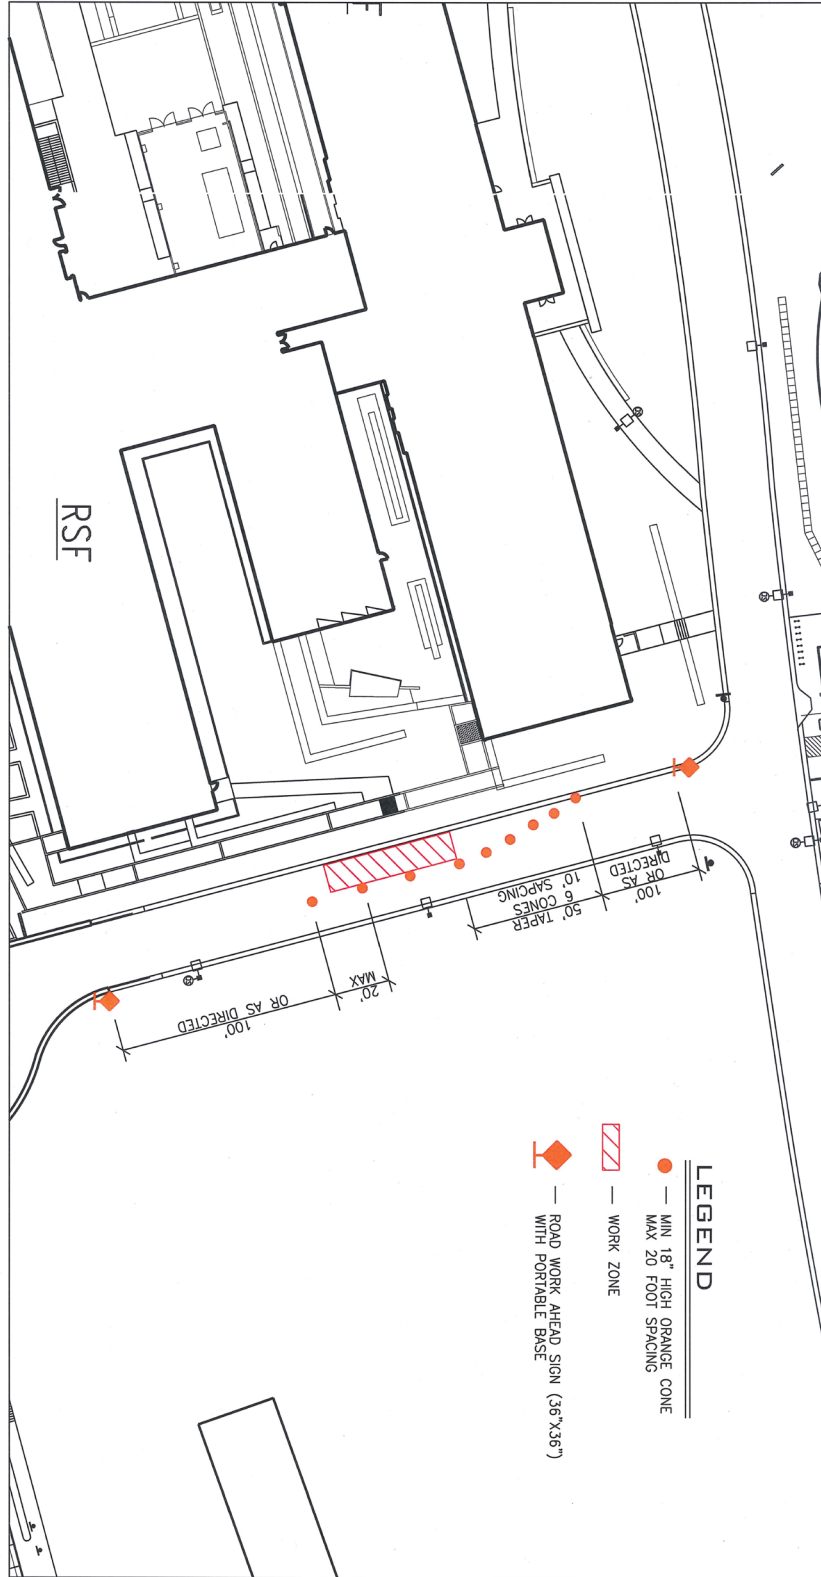 RSF
100'
OR AS
DIRECTED
50' TAPER
6 CONES
10' SAPCING
20'
MAX
100'
OR AS DIRECTED
LEGEND
— MIN 18" HIGH ORANGE CONE
MAX 20 FOOT SPACING
— WORK ZONE
— ROAD WORK AHEAD SIGN (36"X36")
WITH PORTABLE BASE